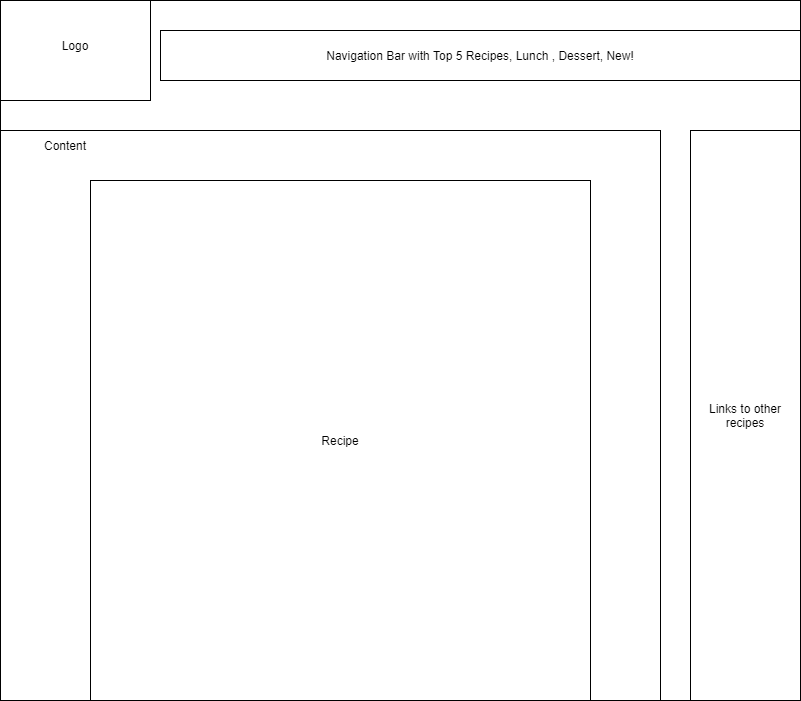 Logo
Navigation Bar with Top 5 Recipes, Lunch , Dessert, New!
Content
Recipe
Links to other
recipes